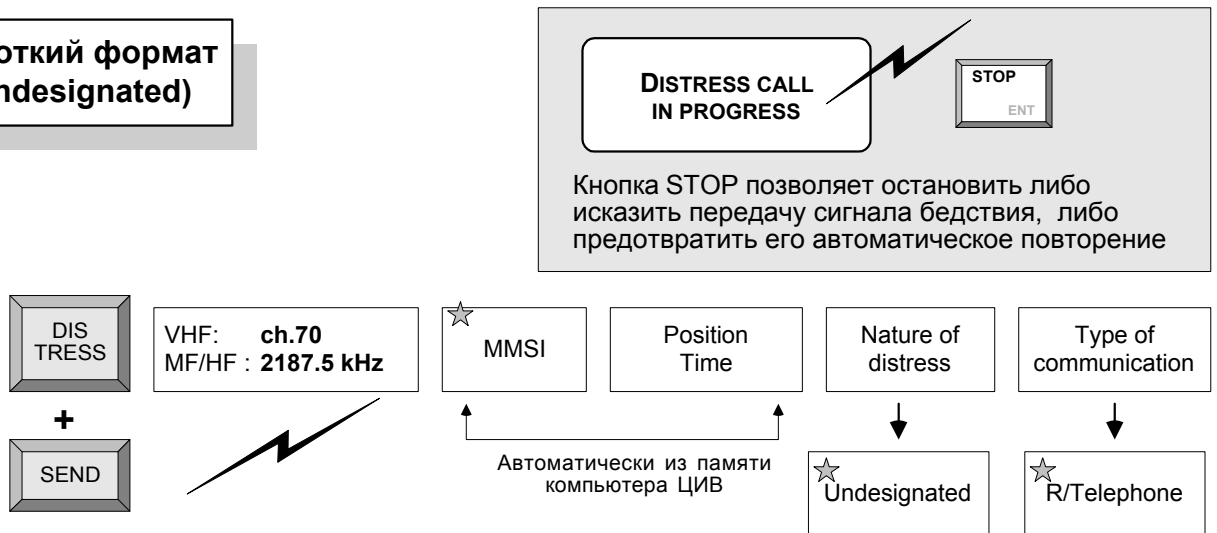 откий формат
ndesignated)
DISTRESS CALL
IN PROGRESS
STOP
ENT
Кнопка STOP позволяет остановить либо
исказить передачу сигнала бедствия, либо
предотвратить его автоматическое повторение
DIS
TRESS
+
SEND
VHF: ch.70
MF/HF : 2187.5 kHz
MMSI
Position
Time
Nature of
distress
Type of
communication
Автоматически из памяти
компьютера ЦИВ
Undesignated
R/Telephone